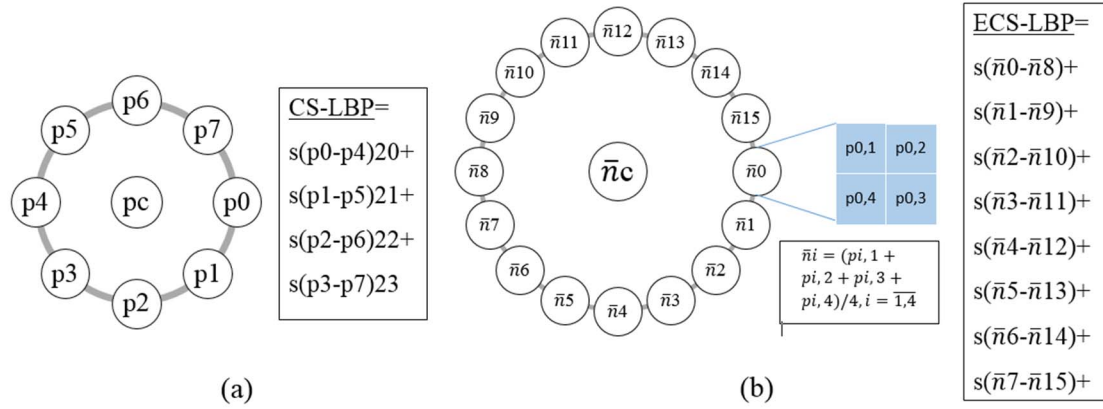 p6
p5
p7
p4
pc
p0
p3
p1
p2
CS-LBP=
s(p0-p4)20+
s(p1-p5)21+
s(p2-p6)22+
s(p3-p7)23
(a)
n̄12
n̄11
n̄13
n̄10
n̄14
n̄9
n̄15
n̄8
n̄c
n̄0
n̄7
n̄1
n̄6
n̄2
n̄5
n̄3
n̄4
p0,1 p0,2
p0,4 p0,3
n̄i = (pi, 1 +
pi, 2 + pi, 3 +
pi, 4)/4, i = 1,4
(b)
ECS-LBP=
s(n̄0-n̄8)+
s(n̄1-n̄9)+
s(n̄2-n̄10)+
s(n̄3-n̄11)+
s(n̄4-n̄12)+
s(n̄5-n̄13)+
s(n̄6-n̄14)+
s(n̄7-n̄15)+